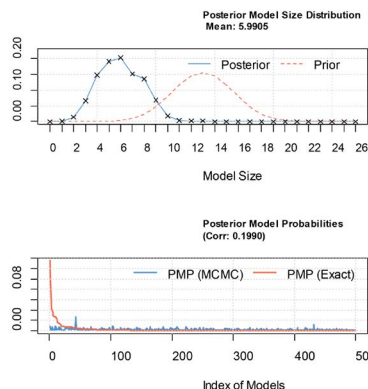 Posterior Model Size Distribution
Mean: 5.9905
0.20
0.10
0.00
Posterior
Prior
0 2 4 6 8 10 12 14 16 18 20 22 24 26
Model Size
Posterior Model Probabilities
(Corr: 0.1990)
0.08
0.00
PMP (MCMC)
PMP (Exact)
0 100 200 300 400 50
Index of Models